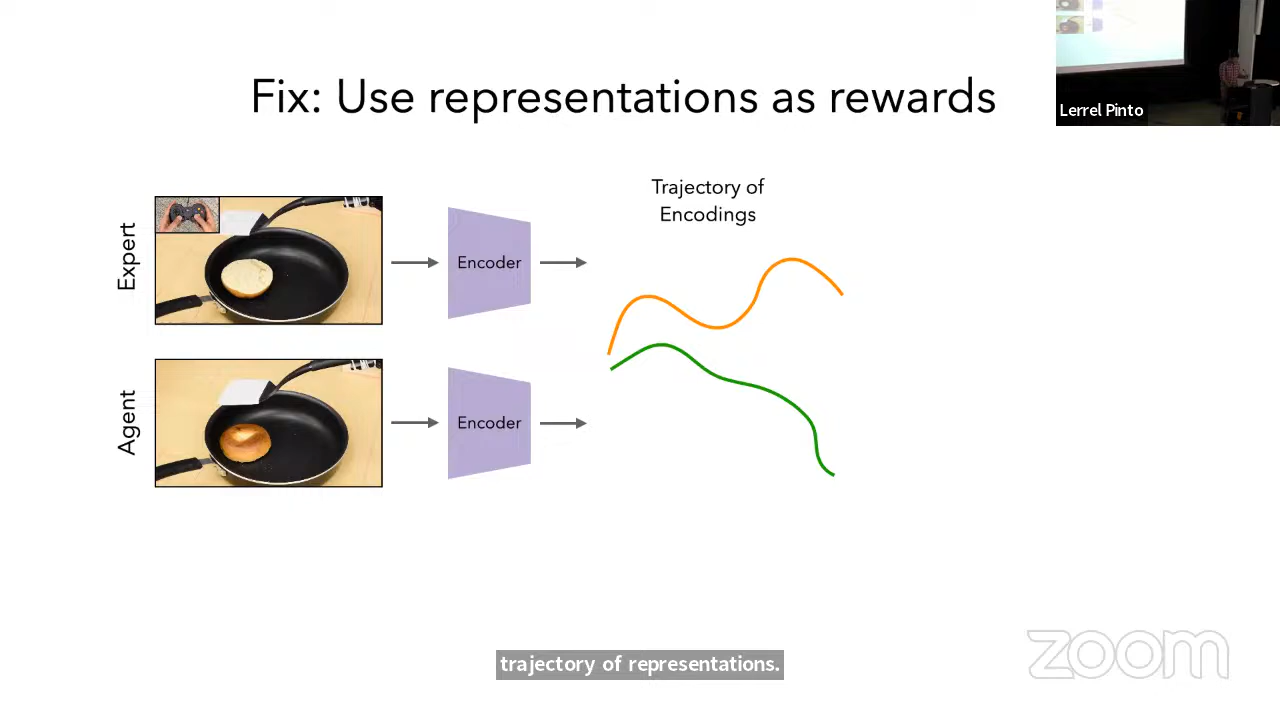 Fix: Use representations as rewards
Lerrel Pinto
Trajectory of
Encodings
Expert
Encoder
Agent
Encoder
trajectory of representations.
zoom